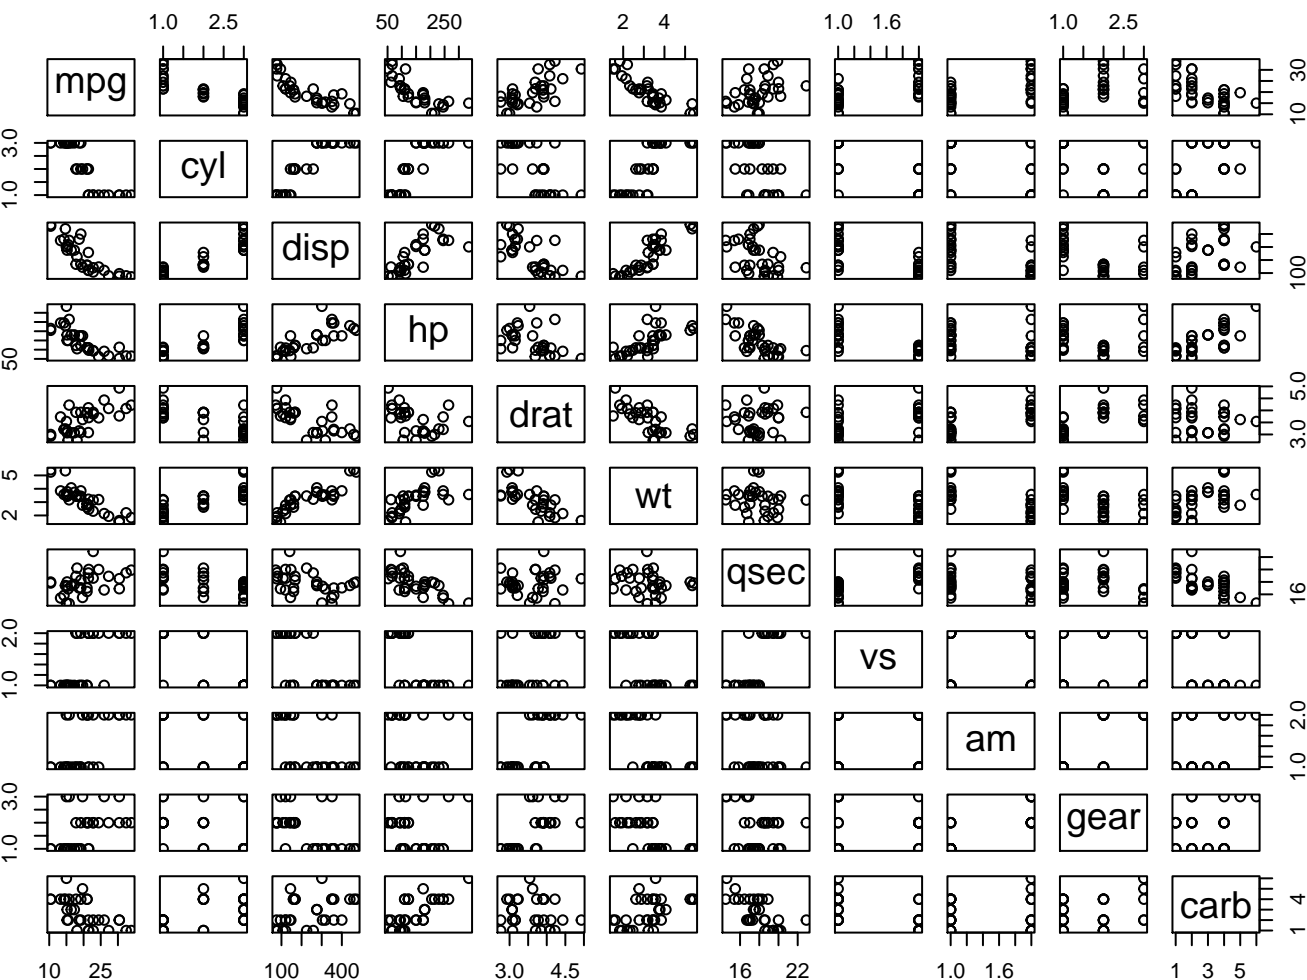 1.0 2.5 50 250 2 4 1.0 1.6 1.0 2.5
mpg 10 30
1.0 3.0 cyl
disp 100
50 hp
drat 3.0 5.0
2 5 wt
qsec 16
1.0 2.0 vs
am 1.0 2.0
1.0 3.0 gear
carb 1 4
10 25 100 400 3.0 4.5 16 22 1.0 1.6 1 3 5